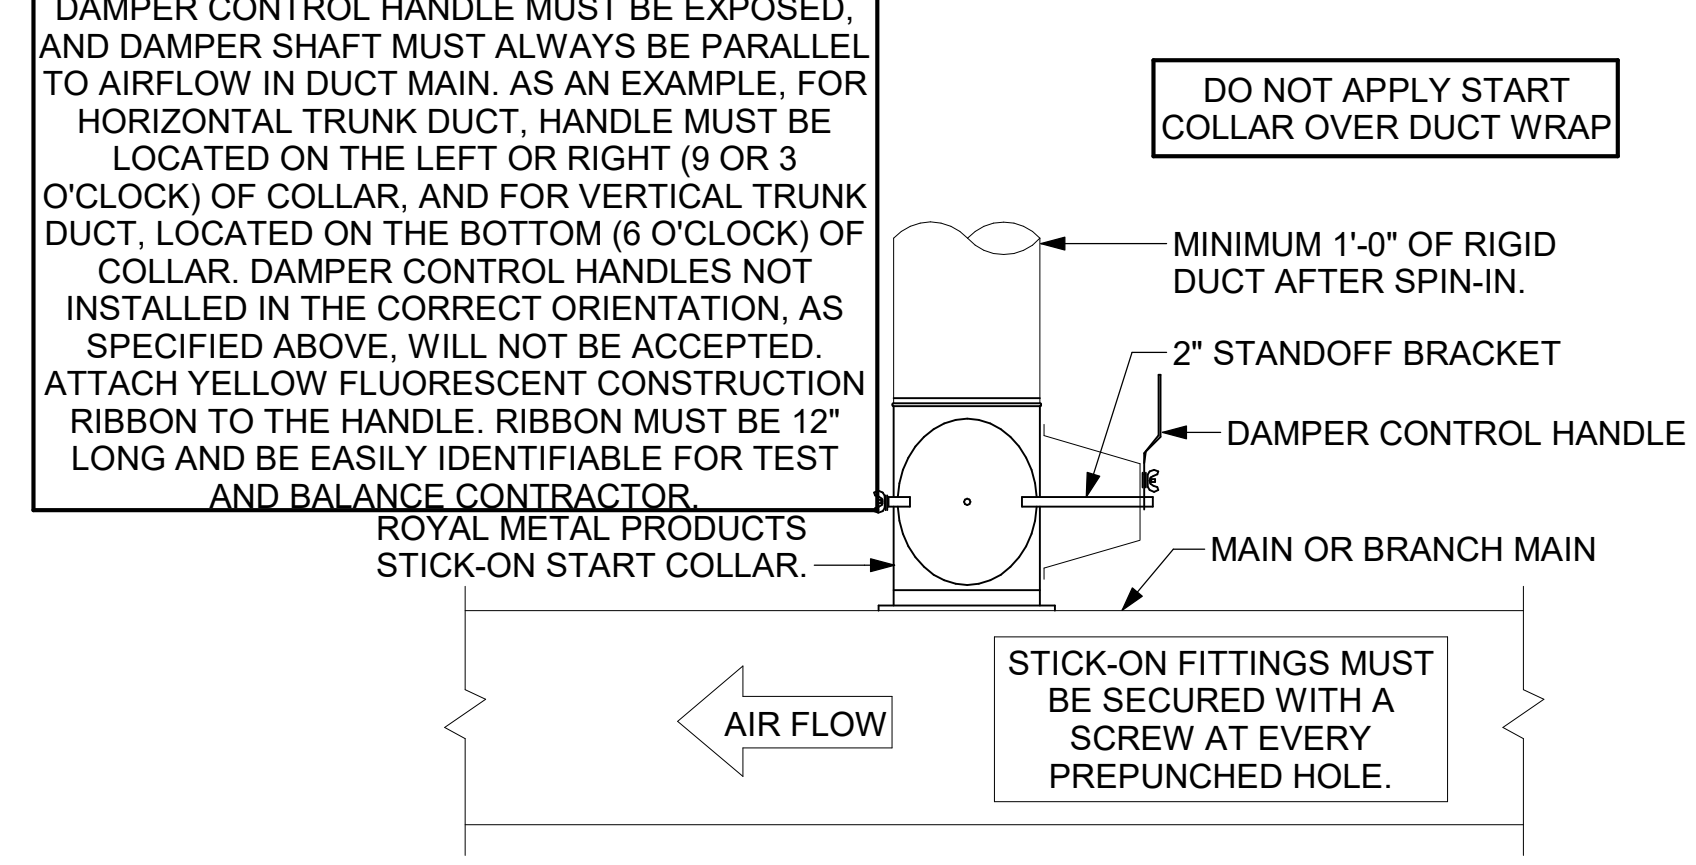 DAMPER CONTROL HANDLE MUST BE EXPOSED,
AND DAMPER SHAFT MUST ALWAYS BE PARALLEL
TO AIRFLOW IN DUCT MAIN. AS AN EXAMPLE, FOR
HORIZONTAL TRUNK DUCT, HANDLE MUST BE
LOCATED ON THE LEFT OR RIGHT (9 OR 3
O'CLOCK) OF COLLAR, AND FOR VERTICAL TRUNK
DUCT, LOCATED ON THE BOTTOM (6 O'CLOCK) OF
COLLAR. DAMPER CONTROL HANDLES NOT
INSTALLED IN THE CORRECT ORIENTATION, AS
SPECIFIED ABOVE, WILL NOT BE ACCEPTED.
ATTACH YELLOW FLUORESCENT CONSTRUCTION
RIBBON TO THE HANDLE. RIBBON MUST BE 12"
LONG AND BE EASILY IDENTIFIABLE FOR TEST
AND BALANCE CONTRACTOR.
ROYAL METAL PRODUCTS
STICK-ON START COLLAR.
DO NOT APPLY START
COLLAR OVER DUCT WRAP
MINIMUM 1'-0" OF RIGID
DUCT AFTER SPIN-IN.
2" STANDOFF BRACKET
DAMPER CONTROL HANDLE
MAIN OR BRANCH MAIN
STICK-ON FITTINGS MUST
BE SECURED WITH A
SCREW AT EVERY
PREPUNCHED HOLE.
AIR FLOW